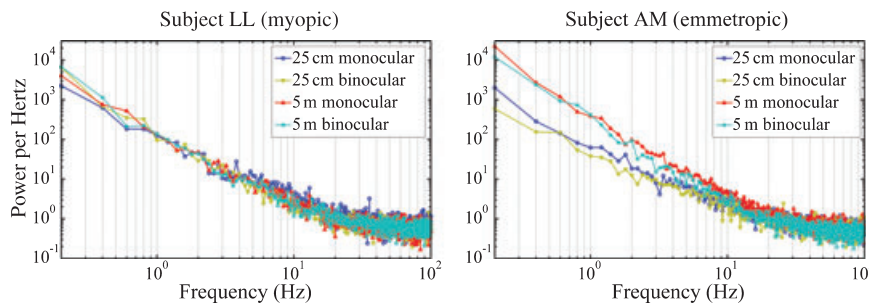 Subject LL (myopic)
Subject AM (emmetropic)
Power per Hertz
10^4
10^3
10^2
10^1
10^0
10^-1
25 cm monocular
25 cm binocular
5 m monocular
5 m binocular
10^0
10^1
10^2
Frequency (Hz)
10^4
10^3
10^2
10^1
10^0
10^-1
25 cm monocular
25 cm binocular
5 m monocular
5 m binocular
10^0
10^1
10
Frequency (Hz)